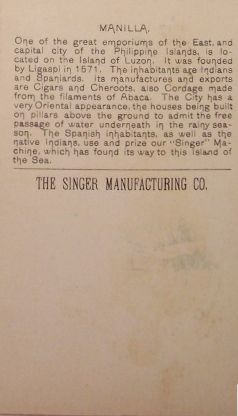 MANILLA.
One of the great emporiums of the East, and
capital city of the Philippine Islands, is lo-
cated on the Island of Luzon. It was founded
by Ligaspi in 1571. The inhabitants are Indians
and Spaniards. Its manufactures and exports
are Cigars and Cheroots, also Cordage made
from the filaments of Abaca. The City has a
very Oriental appearance, the houses being built
on pillars above the ground to admit the free
passage of water underneath in the rainy sea-
son. The Spanish inhabitants, as well as the
native Indians, use and prize our "Singer" Ma-
chine, which has found its way to this Island of
the Sea.
THE SINGER MANUFACTURING CO.